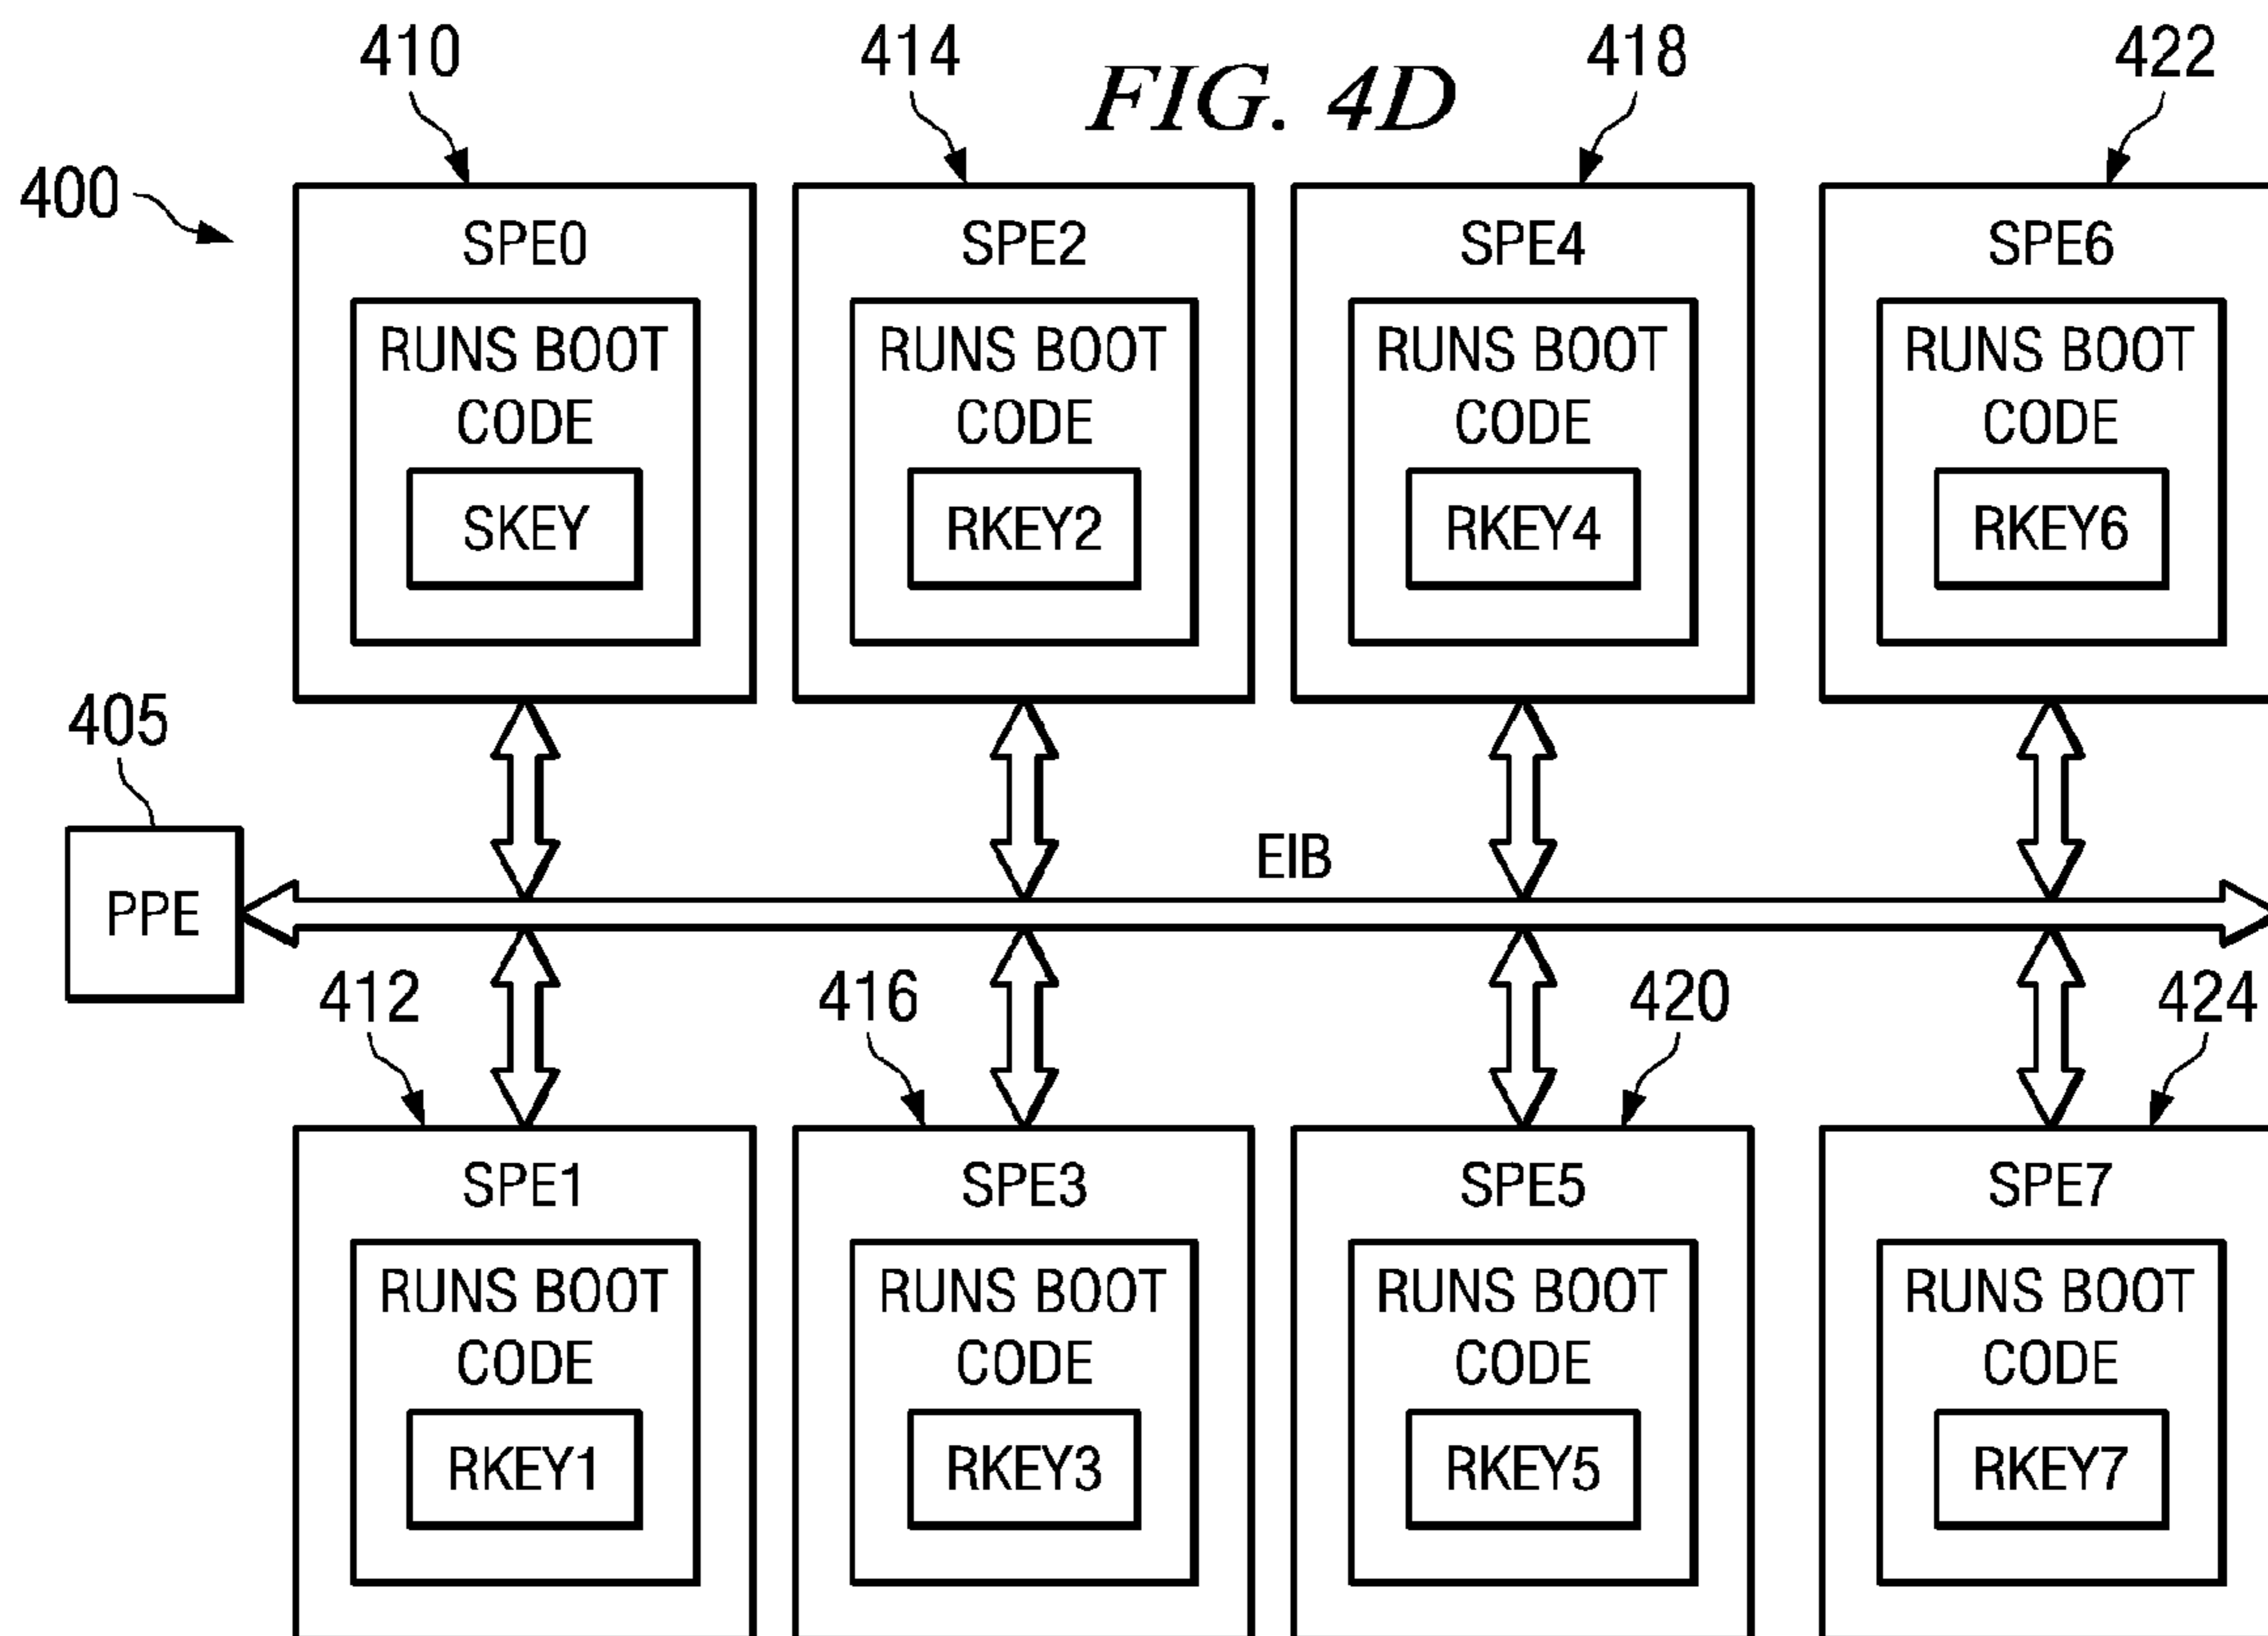 410
414
FIG. 4D
418
422
400
SPE0
RUNS BOOT
CODE
SKEY
SPE2
RUNS BOOT
CODE
RKEY2
SPE4
RUNS BOOT
CODE
RKEY4
SPE6
RUNS BOOT
CODE
RKEY6
405
PPE
EIB
412
416
420
424
SPE1
RUNS BOOT
CODE
RKEY1
SPE3
RUNS BOOT
CODE
RKEY3
SPE5
RUNS BOOT
CODE
RKEY5
SPE7
RUNS BOOT
CODE
RKEY7